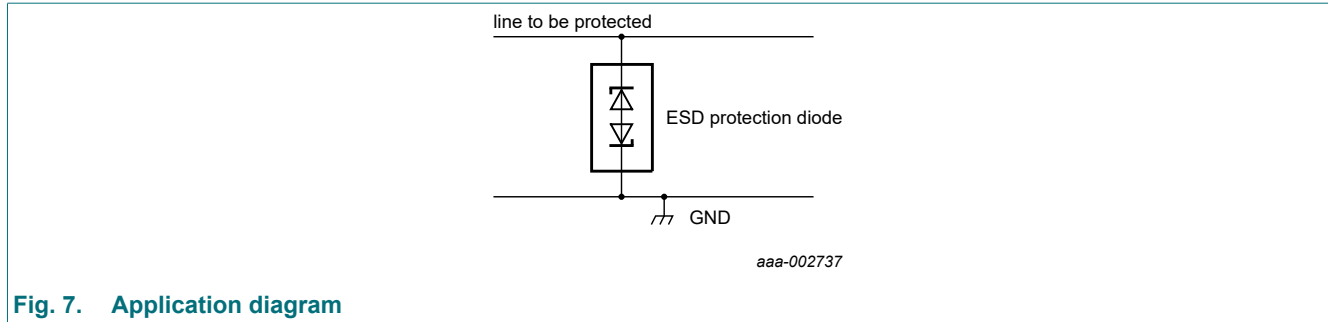 line to be protected
ESD protection diode
GND
aaa-002737
Fig. 7. Application diagram